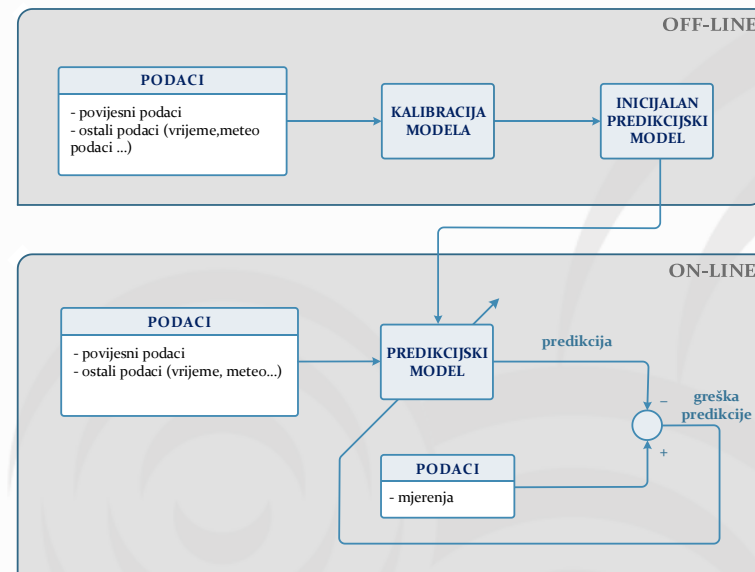 OFF-LINE
PODACI
- povijesni podaci
- ostali podaci (vrijeme,meteo
podaci ...)
KALIBRACIJA
MODELA
INICIJALAN
PREDIKCIJSKI
MODEL
ON-LINE
PODACI
- povijesni podaci
- ostali podaci (vrijeme, meteo...)
PREDIKCIJSKI
MODEL
predikcija
−
greška
predikcije
+
PODACI
- mjerenja